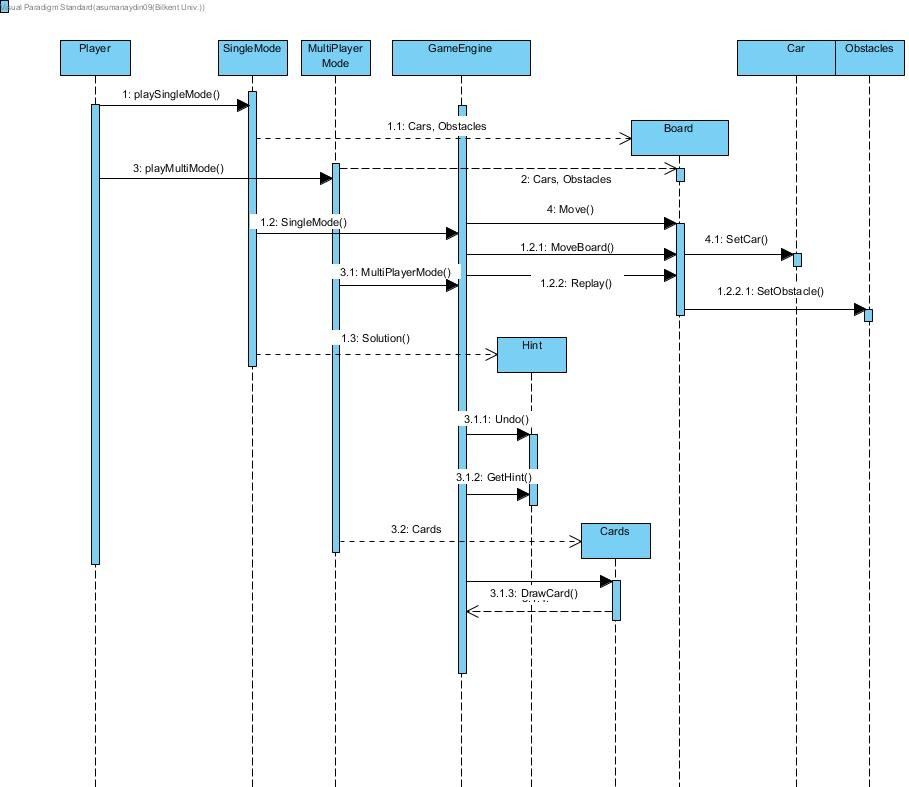 Visual Paradigm Standard(asumanaydin09(Bilkent Univ.))
Player
SingleMode
MultiPlayer
Mode
GameEngine
Car
Obstacles
1: playSingleMode()
1.1: Cars, Obstacles
Board
3: playMultiMode()
2: Cars, Obstacles
4: Move()
1.2: SingleMode()
1.2.1: MoveBoard()
4.1: SetCar()
3.1: MultiPlayerMode()
1.2.2: Replay()
1.2.2.1: SetObstacle()
1.3: Solution()
Hint
3.1.1: Undo()
3.1.2: GetHint()
3.2: Cards
Cards
3.1.3: DrawCard()